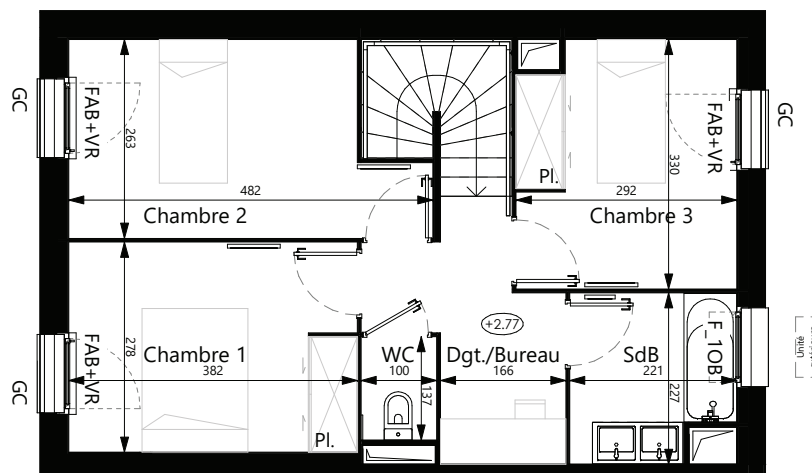 GC
FAB+VR
263
482
Chambre 2
Pl.
292
330
Chambre 3
FAB+VR
GC
+2.77
GC
FAB+VR
278
Chambre 1
382
Pl.
WC
100
137
Dgt./Bureau
166
SdB
221
227
F_1OB
Unité